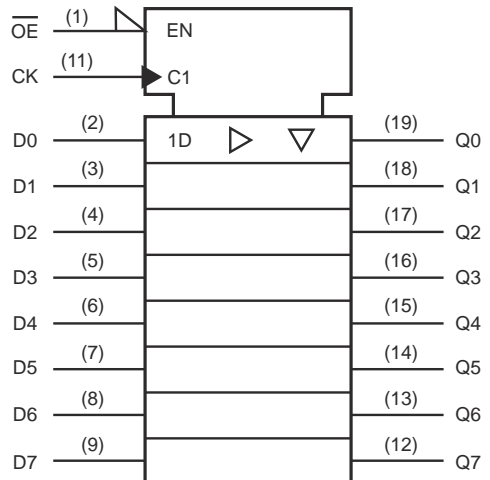 O̅E̅ (1) EN
CK (11) C1
D0 (2) 1D (19) Q0
D1 (3) (18) Q1
D2 (4) (17) Q2
D3 (5) (16) Q3
D4 (6) (15) Q4
D5 (7) (14) Q5
D6 (8) (13) Q6
D7 (9) (12) Q7